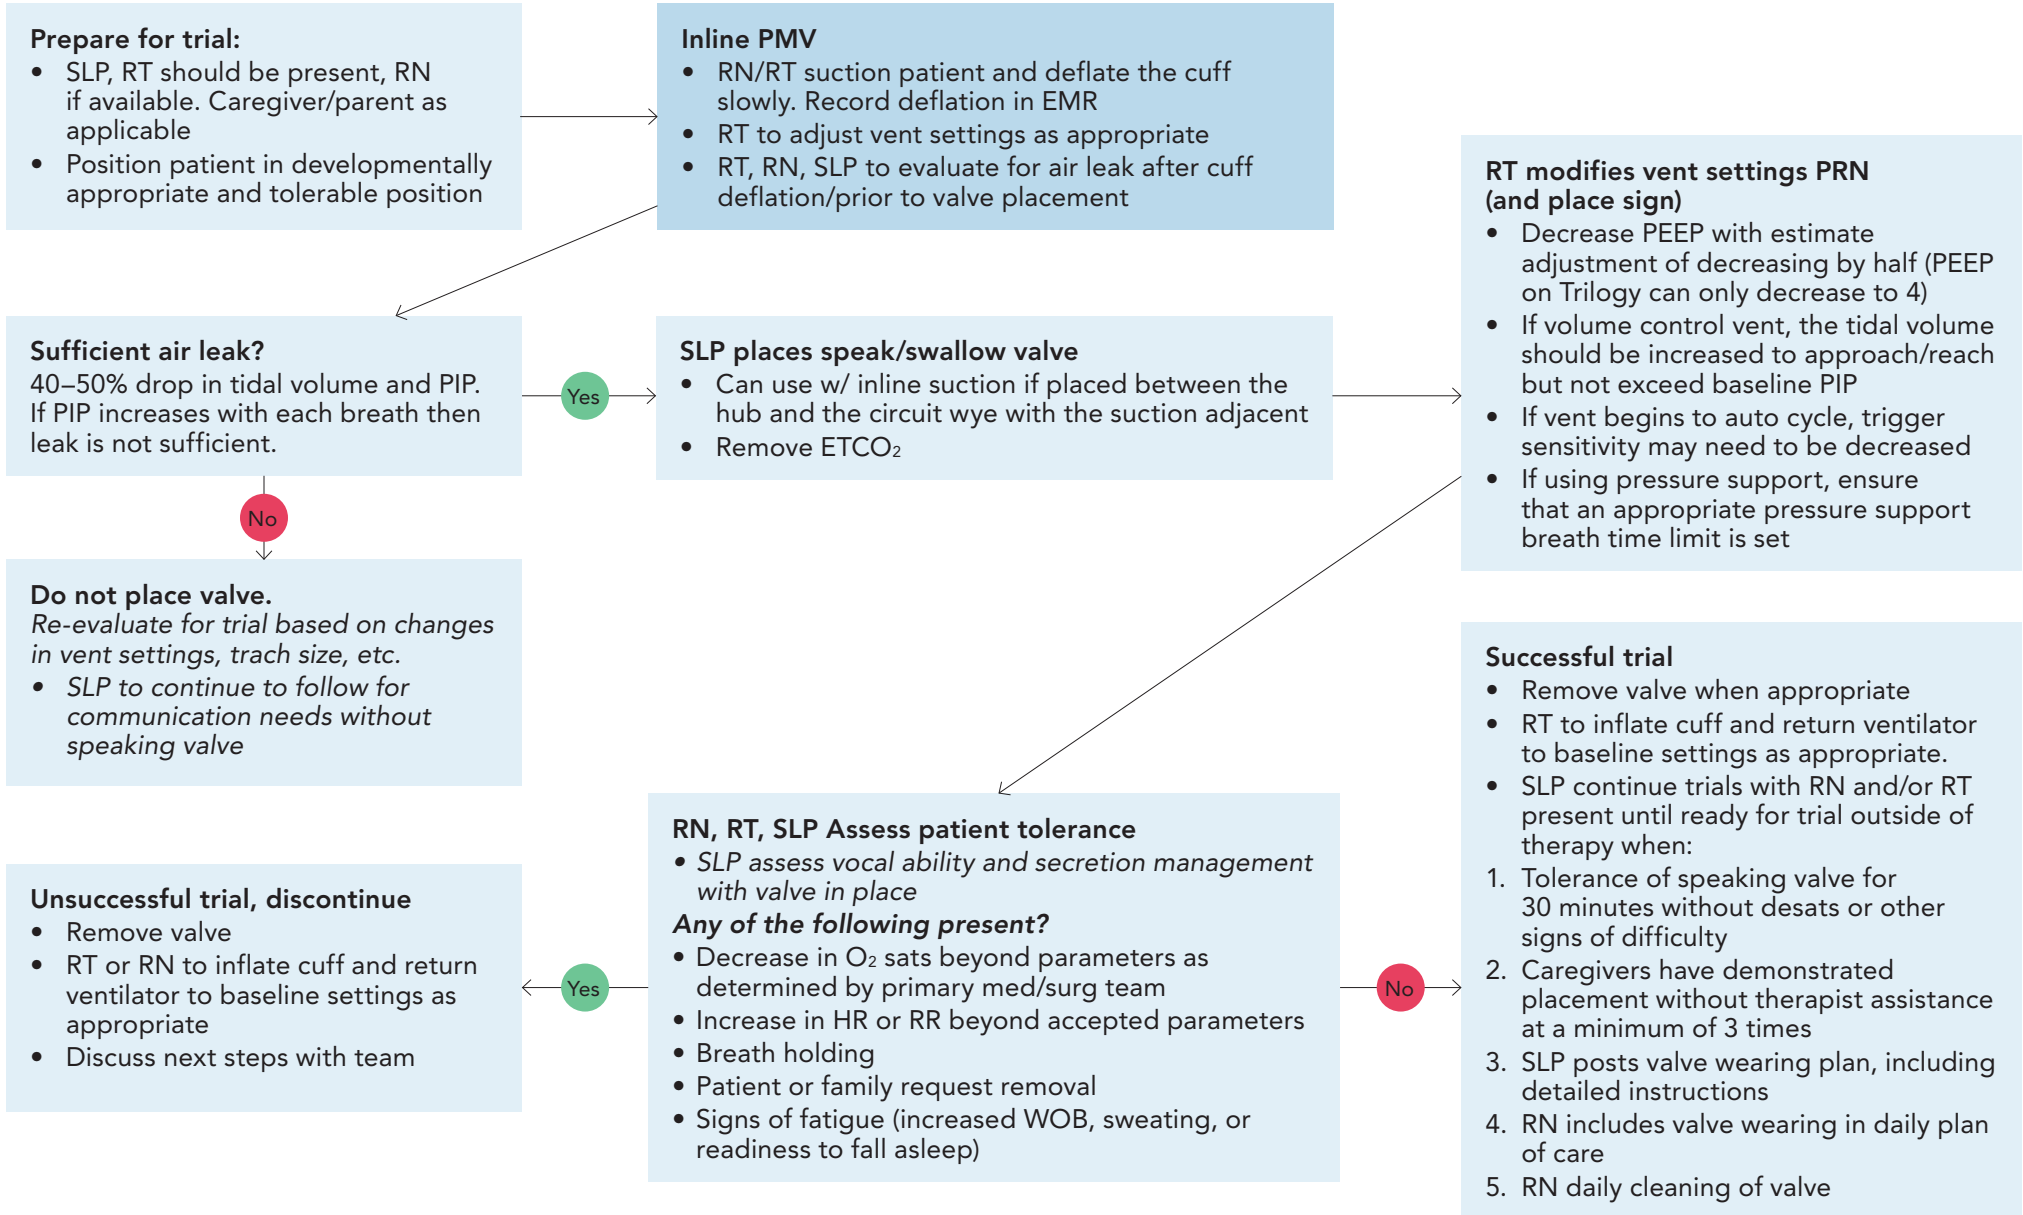 Prepare for trial:
• SLP, RT should be present, RN
if available. Caregiver/parent as
applicable
• Position patient in developmentally
appropriate and tolerable position
Inline PMV
• RN/RT suction patient and deflate the cuff
slowly. Record deflation in EMR
• RT to adjust vent settings as appropriate
• RT, RN, SLP to evaluate for air leak after cuff
deflation/prior to valve placement
Sufficient air leak?
40–50% drop in tidal volume and PIP.
If PIP increases with each breath then
leak is not sufficient.
Yes
No
Do not place valve.
Re-evaluate for trial based on changes
in vent settings, trach size, etc.
• SLP to continue to follow for
communication needs without
speaking valve
SLP places speak/swallow valve
• Can use w/ inline suction if placed between the
hub and the circuit wye with the suction adjacent
• Remove ETCO₂
RT modifies vent settings PRN
(and place sign)
• Decrease PEEP with estimate
adjustment of decreasing by half (PEEP
on Trilogy can only decrease to 4)
• If volume control vent, the tidal volume
should be increased to approach/reach
but not exceed baseline PIP
• If vent begins to auto cycle, trigger
sensitivity may need to be decreased
• If using pressure support, ensure
that an appropriate pressure support
breath time limit is set
RN, RT, SLP Assess patient tolerance
• SLP assess vocal ability and secretion management
with valve in place
Any of the following present?
• Decrease in O₂ sats beyond parameters as
determined by primary med/surg team
• Increase in HR or RR beyond accepted parameters
• Breath holding
• Patient or family request removal
• Signs of fatigue (increased WOB, sweating, or
readiness to fall asleep)
Yes
No
Unsuccessful trial, discontinue
• Remove valve
• RT or RN to inflate cuff and return
ventilator to baseline settings as
appropriate
• Discuss next steps with team
Successful trial
• Remove valve when appropriate
• RT to inflate cuff and return ventilator
to baseline settings as appropriate.
• SLP continue trials with RN and/or RT
present until ready for trial outside of
therapy when:
1. Tolerance of speaking valve for
30 minutes without desats or other
signs of difficulty
2. Caregivers have demonstrated
placement without therapist assistance
at a minimum of 3 times
3. SLP posts valve wearing plan, including
detailed instructions
4. RN includes valve wearing in daily plan
of care
5. RN daily cleaning of valve